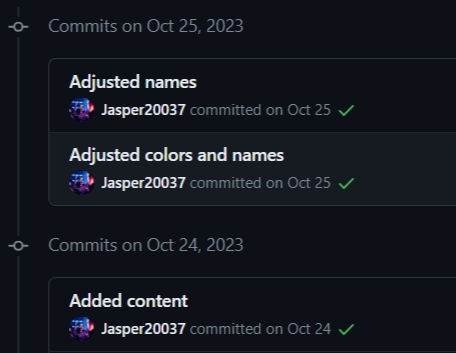 Commits on Oct 25, 2023
Adjusted names
Jasper20037 committed on Oct 25
Adjusted colors and names
Jasper20037 committed on Oct 25
Commits on Oct 24, 2023
Added content
Jasper20037 committed on Oct 24